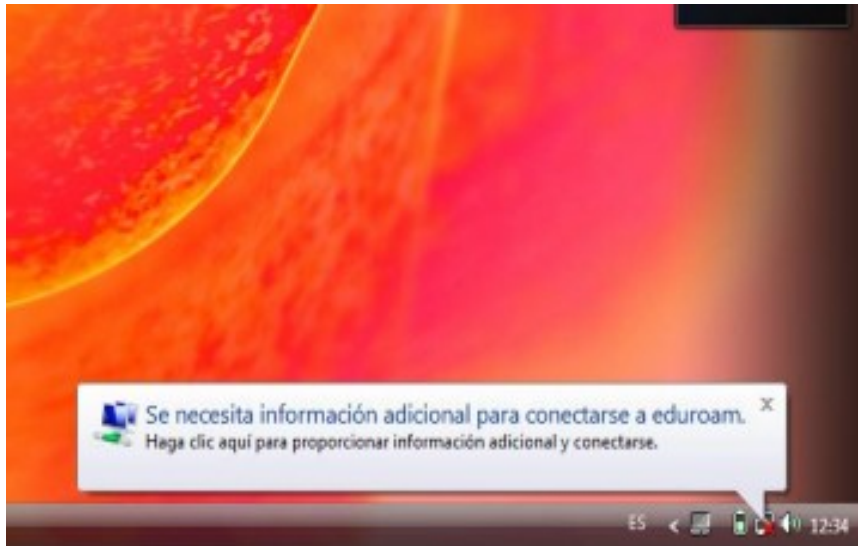 Se necesita información adicional para conectarse a eduroam. x
Haga clic aquí para proporcionar información adicional y conectarse.
ES < 12:34